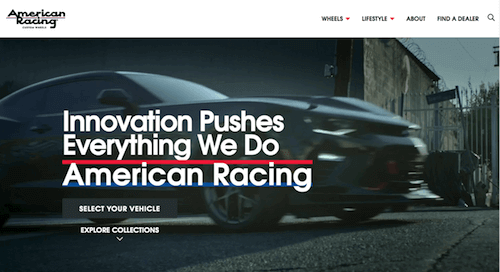 American
Racing
CUSTOM WHEELS
WHEELS
LIFESTYLE
ABOUT
FIND A DEALER
Innovation Pushes
Everything We Do
American Racing
SELECT YOUR VEHICLE
EXPLORE COLLECTIONS